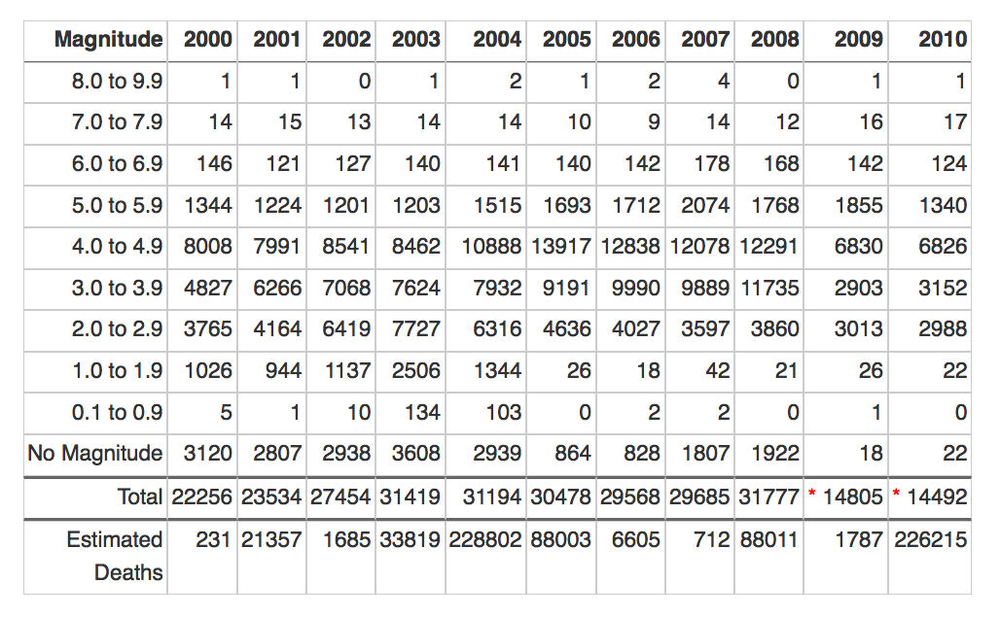 Magnitude 2000 2001 2002 2003 2004 2005 2006 2007 2008 2009 2010
8.0 to 9.9 1 1 0 1 2 1 2 4 0 1 1
7.0 to 7.9 14 15 13 14 14 10 9 14 12 16 17
6.0 to 6.9 146 121 127 140 141 140 142 178 168 142 124
5.0 to 5.9 1344 1224 1201 1203 1515 1693 1712 2074 1768 1855 1340
4.0 to 4.9 8008 7991 8541 8462 10888 13917 12838 12078 12291 6830 6826
3.0 to 3.9 4827 6266 7068 7624 7932 9191 9990 9889 11735 2903 3152
2.0 to 2.9 3765 4164 6419 7727 6316 4636 4027 3597 3860 3013 2988
1.0 to 1.9 1026 944 1137 2506 1344 26 18 42 21 26 22
0.1 to 0.9 5 1 10 134 103 0 2 2 0 1 0
No Magnitude 3120 2807 2938 3608 2939 864 828 1807 1922 18 22
Total 22256 23534 27454 31419 31194 30478 29568 29685 31777 * 14805 * 14492
Estimated 231 21357 1685 33819 228802 88003 6605 712 88011 1787 226215
Deaths